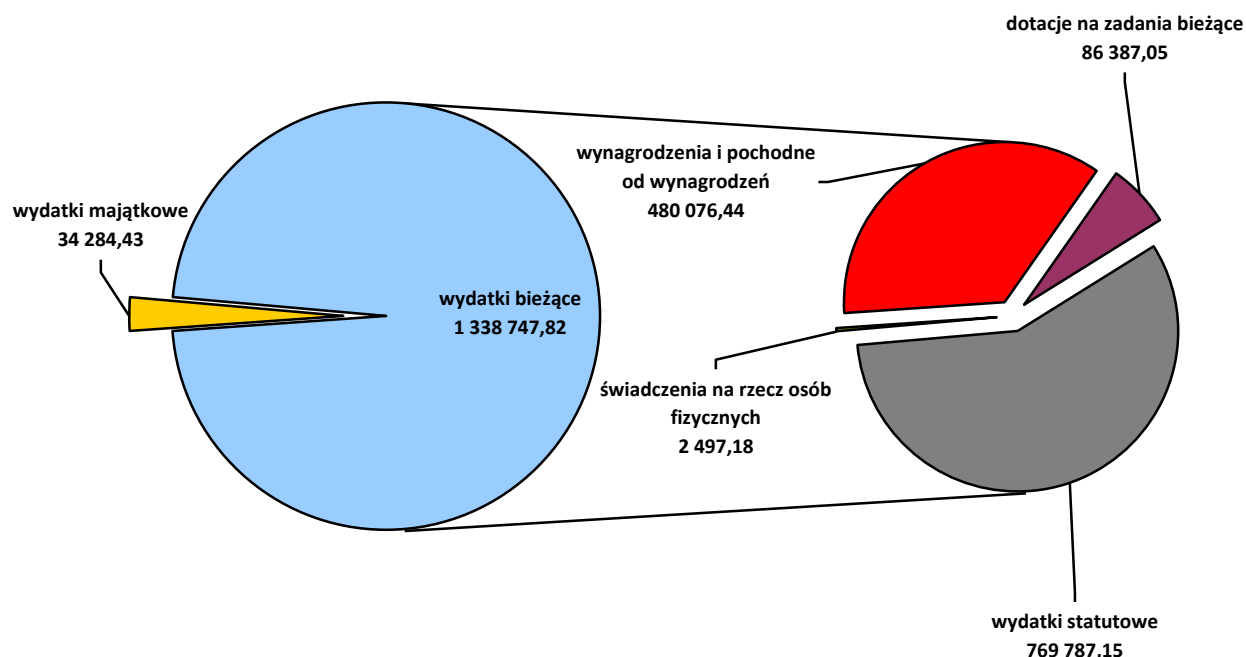 dotacje na zadania bieżące
86 387,05
wynagrodzenia i pochodne
od wynagrodzeń
480 076,44
wydatki majątkowe
34 284,43
wydatki bieżące
1 338 747,82
świadczenia na rzecz osób
fizycznych
2 497,18
wydatki statutowe
769 787,15